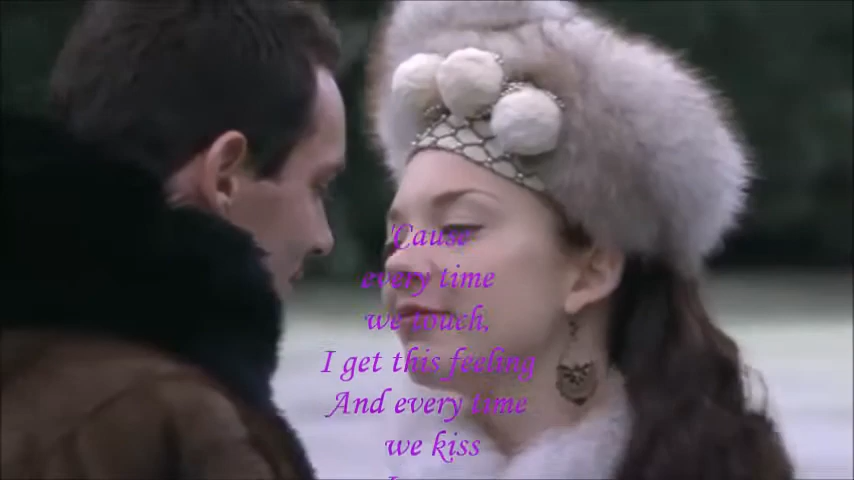 'Cause
every time
we touch,
I get this feeling
And every time
we kiss